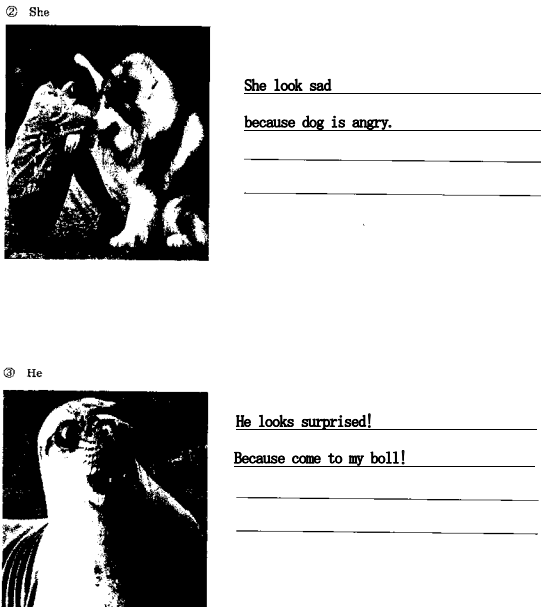 ② She
She look sad
because dog is angry.
③ He
He looks surprised!
Because come to my boll!